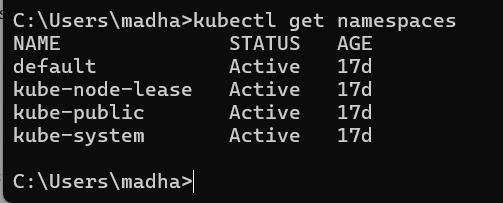 C:\Users\madha>kubectl get namespaces
NAME STATUS AGE
default Active 17d
kube-node-lease Active 17d
kube-public Active 17d
kube-system Active 17d
C:\Users\madha>